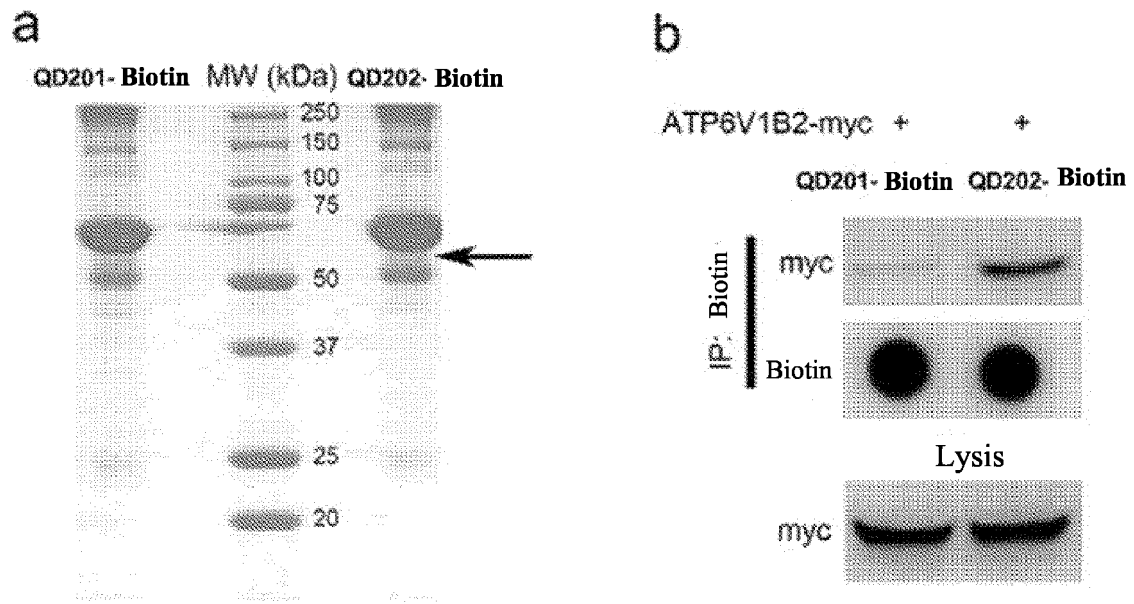 a
QD201- Biotin MW (kDa) QD202- Biotin
250
150
100
75
50
37
25
20
b
ATP6V1B2-myc + +
QD201- Biotin QD202- Biotin
IP: Biotin
myc
Biotin
Lysis
myc